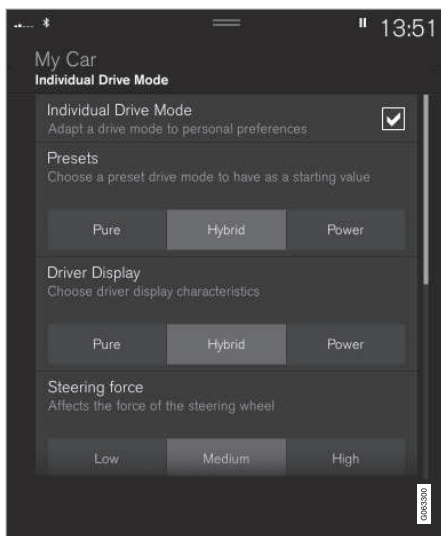 13:51
My Car
Individual Drive Mode
Individual Drive Mode
Adapt a drive mode to personal preferences
Presets
Choose a preset drive mode to have as a starting value
Pure Hybrid Power
Driver Display
Choose driver display characteristics
Pure Hybrid Power
Steering force
Affects the force of the steering wheel
Low Medium High
G063300